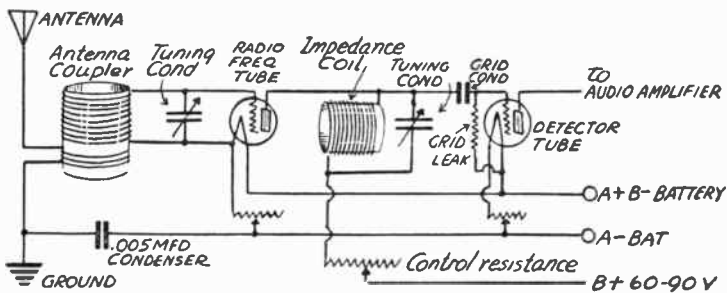 ANTENNA
Antenna
Coupler
Tuning
Cond
RADIO
FREQ
TUBE
Impedance
Coil
TUNING
COND
GRID
COND
TO
AUDIO AMPLIFIER
GRID
LEAK
DETECTOR
TUBE
A+B-BATTERY
.005 MFD
CONDENSER
A-BAT
GROUND
Control resistance
B+60-90V